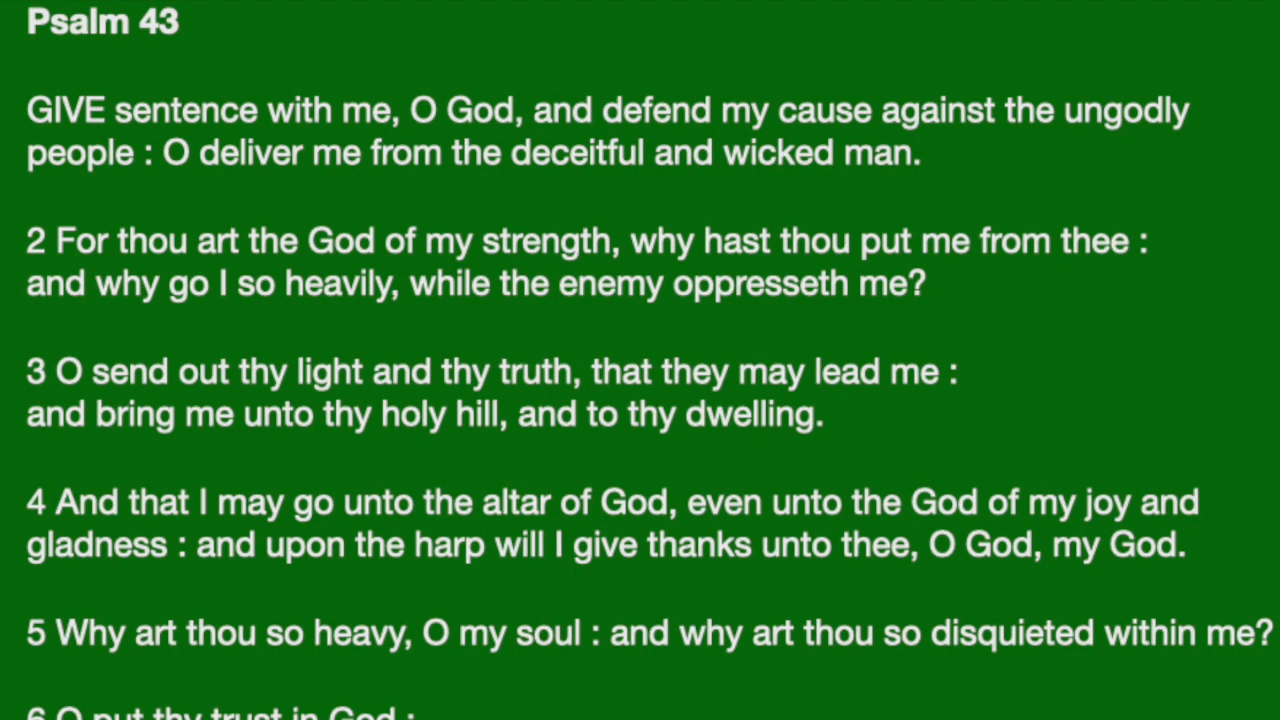 Psalm 43
GIVE sentence with me, O God, and defend my cause against the ungodly
people : O deliver me from the deceitful and wicked man.
2 For thou art the God of my strength, why hast thou put me from thee :
and why go I so heavily, while the enemy oppresseth me?
3 O send out thy light and thy truth, that they may lead me :
and bring me unto thy holy hill, and to thy dwelling.
4 And that I may go unto the altar of God, even unto the God of my joy and
gladness : and upon the harp will I give thanks unto thee, O God, my God.
5 Why art thou so heavy, O my soul : and why art thou so disquieted within me?
6 O put thy trust in God :